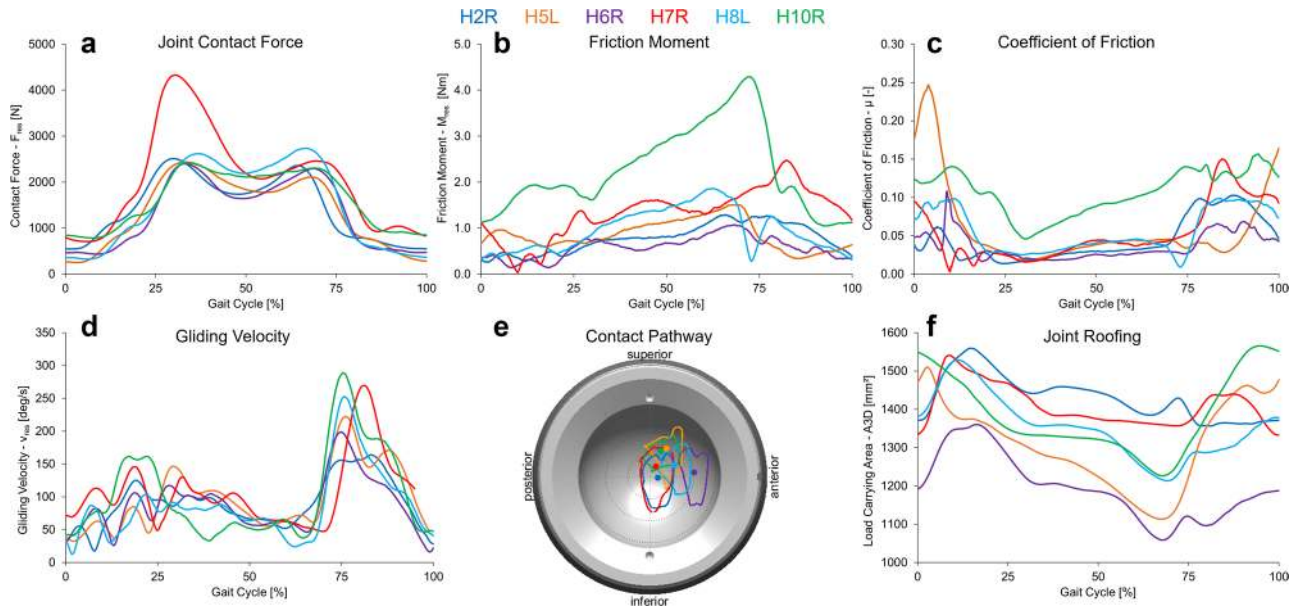 H2R H5L H6R H7R H8L H10R
a Joint Contact Force
5000
4000
3000
2000
1000
0
Contact Force - Fres [N]
0 25 50 75 100
Gait Cycle [%]
b Friction Moment
5.0
4.0
3.0
2.0
1.0
0.0
Friction Moment - Mres [Nm]
0 25 50 75 100
Gait Cycle [%]
c Coefficient of Friction
0.30
0.25
0.20
0.15
0.10
0.05
0.00
Coefficient of Friction - µ [-]
0 25 50 75 100
Gait Cycle [%]
d Gliding Velocity
350
300
250
200
150
100
50
0
Gliding Velocity - vres [deg/s]
0 25 50 75 100
Gait Cycle [%]
e Contact Pathway
superior
posterior
anterior
inferior
f Joint Roofing
1600
1500
1400
1300
1200
1100
1000
Load Carrying Area - A3D [mm²]
0 25 50 75 100
Gait Cycle [%]